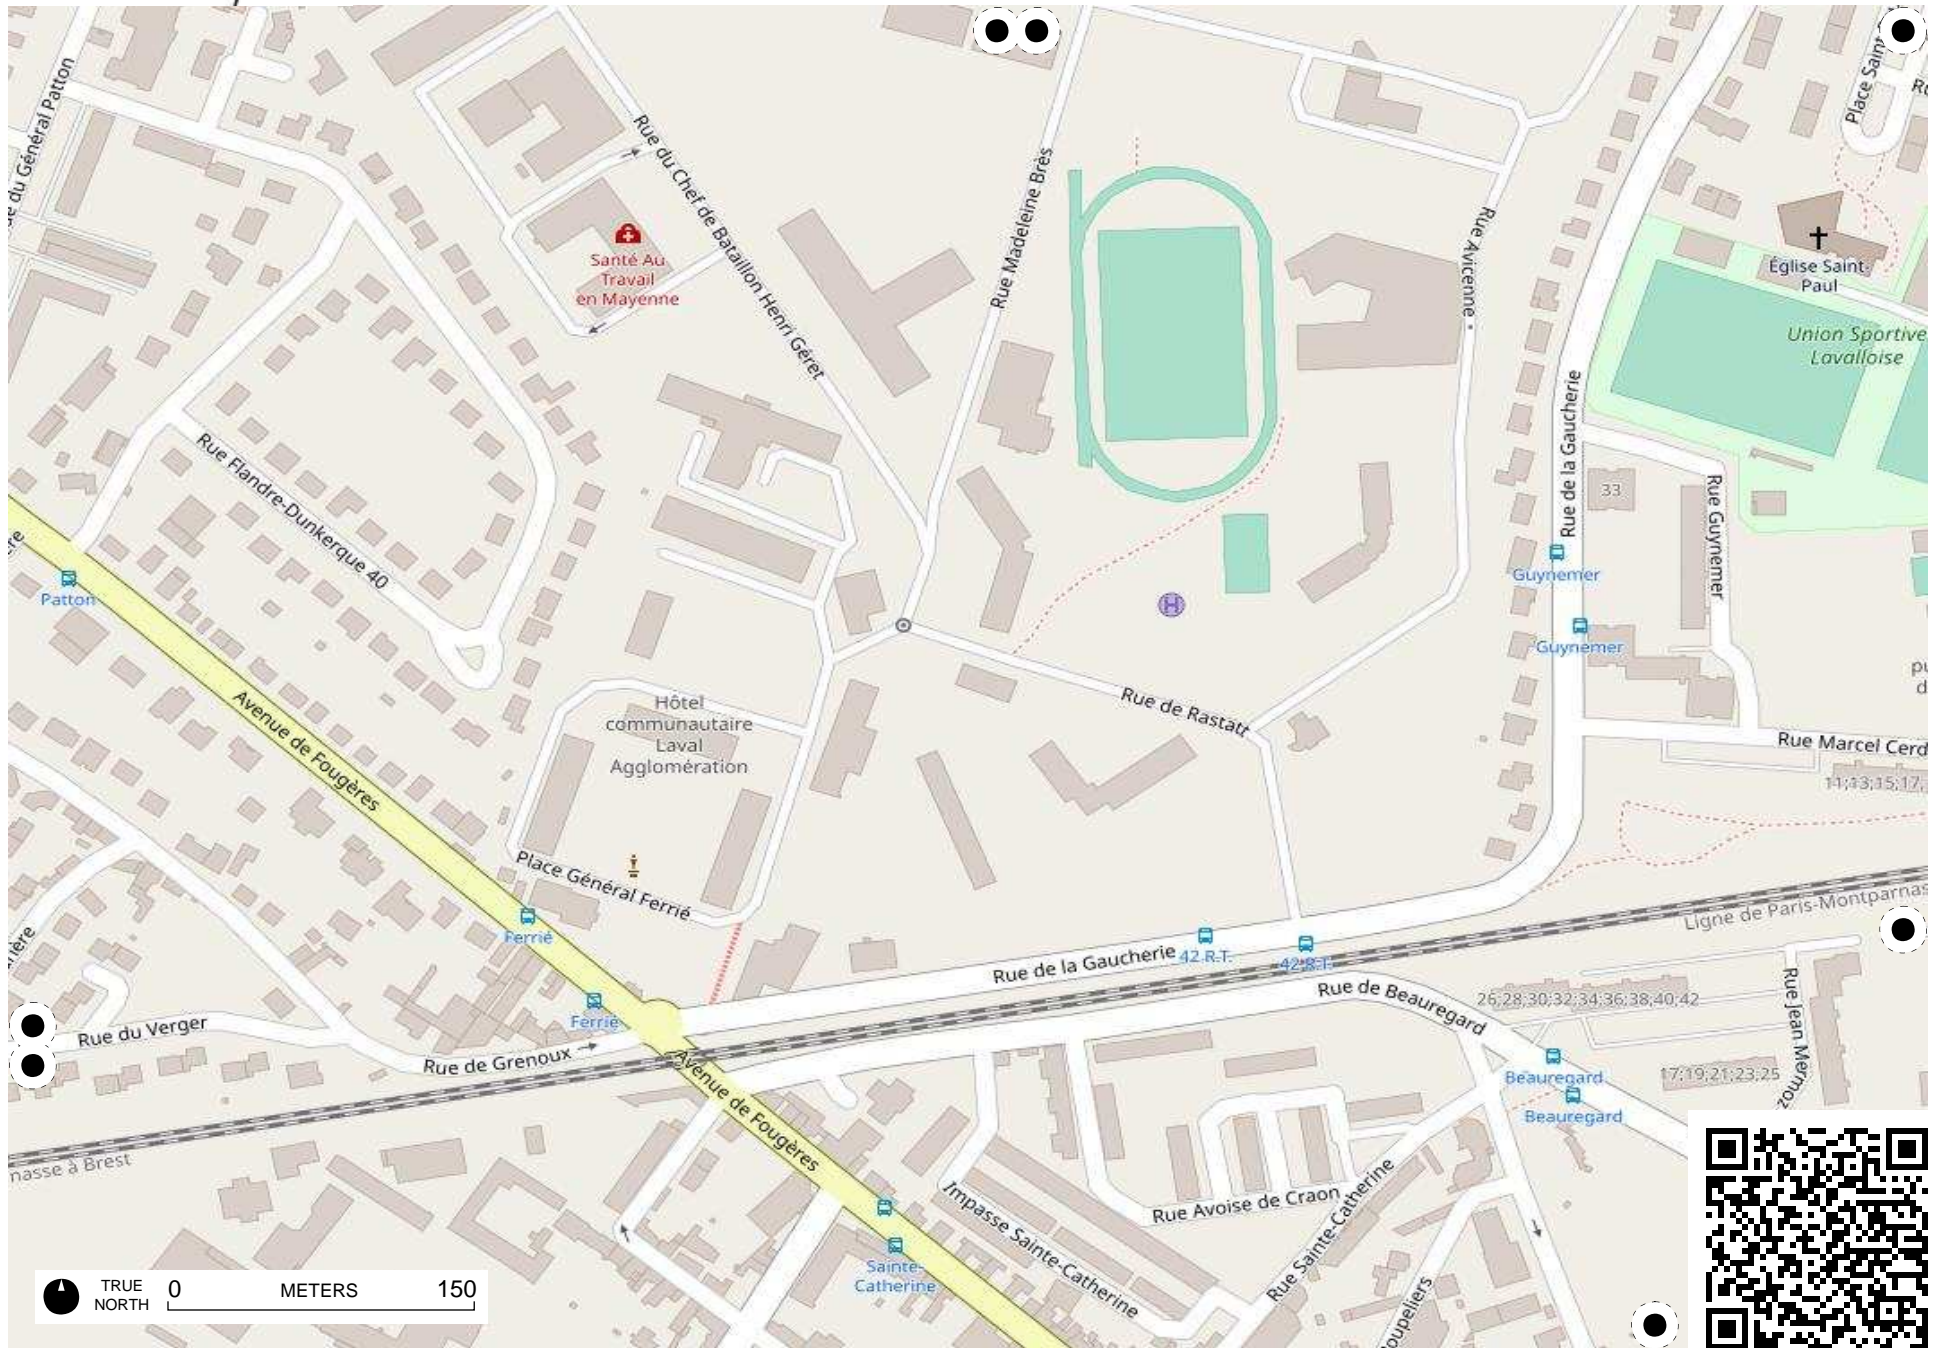 Place Saint
Rue du Chef de Bataillon Henri Géret
Rue Madeleine Brès
Rue Avicenne
Santé Au
Travail
en Mayenne
Église Saint-
Paul
Union Sportive
Lavalloise
Rue de la Gaucherie
Rue Flandre-Dunkerque 40
33
Rue Guynemer
Patton
Guynemer
Guynemer
Avenue de Fougères
Hôtel
communautaire
Laval
Agglomération
Rue de Rastatt
Rue Marcel Cerd
11;13;15;17,
Place Général Ferrié
Ferrié
Ligne de Paris-Montparnas
Rue de la Gaucherie
42 R.T.
42 R.T.
Rue de Beauregard
26;28;30;32;34;36;38;40;42
Rue Jean Mermoz
Rue du Verger
Ferrié
Rue de Grenoux
Avenue de Fougères
Beauregard
17;19;21;23;25
Beauregard
nasse à Brest
Impasse Sainte-Catherine
Rue Avoise de Craon
Rue Sainte-Catherine
Sainte-
Catherine
oupeliers
TRUE
NORTH
0 METERS 150